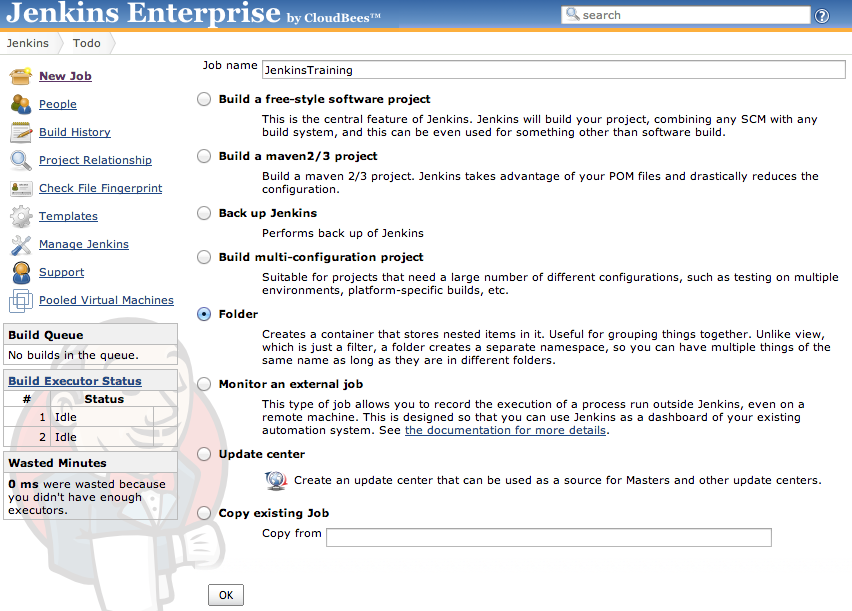 Jenkins Enterprise by CloudBees™
search
Jenkins
Todo
New Job
People
Build History
Project Relationship
Check File Fingerprint
Templates
Manage Jenkins
Support
Pooled Virtual Machines
Build Queue
No builds in the queue.
Build Executor Status
# Status
1 Idle
2 Idle
Wasted Minutes
0 ms were wasted because
you didn't have enough
executors.
Job name JenkinsTraining
Build a free-style software project
This is the central feature of Jenkins. Jenkins will build your project, combining any SCM with any
build system, and this can be even used for something other than software build.
Build a maven2/3 project
Build a maven 2/3 project. Jenkins takes advantage of your POM files and drastically reduces the
configuration.
Back up Jenkins
Performs back up of Jenkins
Build multi-configuration project
Suitable for projects that need a large number of different configurations, such as testing on multiple
environments, platform-specific builds, etc.
Folder
Creates a container that stores nested items in it. Useful for grouping things together. Unlike view,
which is just a filter, a folder creates a separate namespace, so you can have multiple things of the
same name as long as they are in different folders.
Monitor an external job
This type of job allows you to record the execution of a process run outside Jenkins, even on a
remote machine. This is designed so that you can use Jenkins as a dashboard of your existing
automation system. See the documentation for more details.
Update center
Create an update center that can be used as a source for Masters and other update centers.
Copy existing Job
Copy from
OK